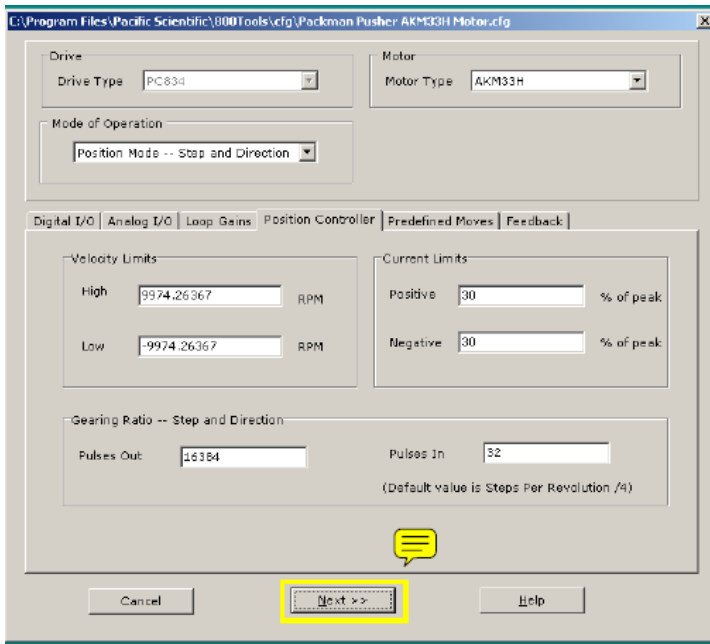 C:\Program Files\Pacific Scientific\800Tools\cfg\Packman Pusher AKM33H Motor.cfg
Drive
Drive Type PC834
Motor
Motor Type AKM33H
Mode of Operation
Position Mode -- Step and Direction
Digital I/O Analog I/O Loop Gains Position Controller Predefined Moves Feedback
Velocity Limits
High 9974.26367 RPM
Low -9974.26367 RPM
Current Limits
Positive 30 % of peak
Negative 30 % of peak
Gearing Ratio -- Step and Direction
Pulses Out 16384
Pulses In 32
(Default value is Steps Per Revolution /4)
Cancel Next >> Help